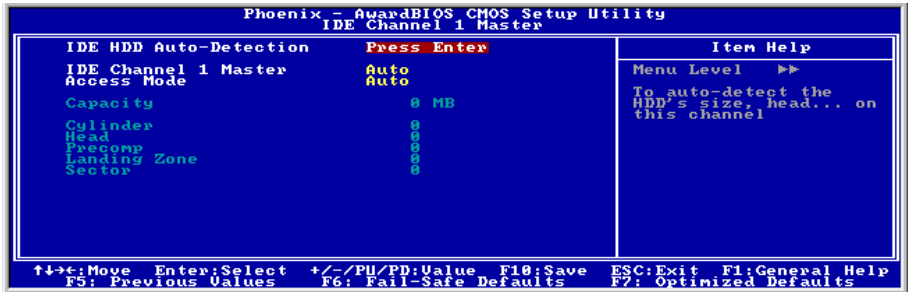 Phoenix - AwardBIOS CMOS Setup Utility
IDE Channel 1 Master
IDE HDD Auto-Detection Press Enter
IDE Channel 1 Master Auto
Access Mode Auto
Capacity 0 MB
Cylinder 0
Head 0
Precomp 0
Landing Zone 0
Sector 0
Item Help
Menu Level ►►
To auto-detect the
HDD's size, head... on
this channel
↑↓→←:Move Enter:Select +/-/PU/PD:Value F10:Save ESC:Exit F1:General Help
F5: Previous Values F6: Fail-Safe Defaults F7: Optimized Defaults